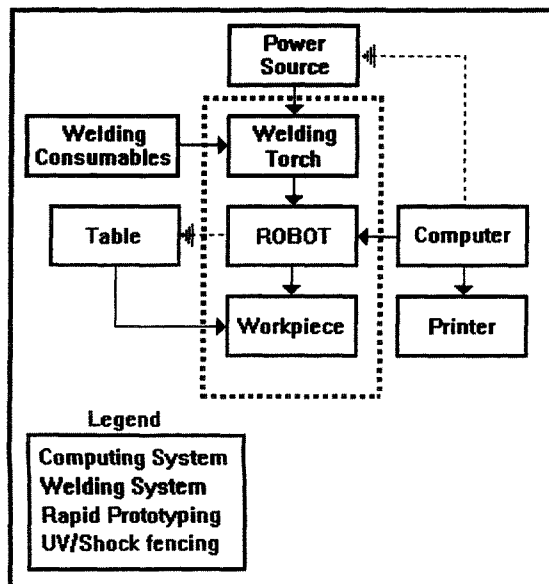 Power
Source
Welding
Consumables
Welding
Torch
Table
ROBOT
Computer
Workpiece
Printer
Legend
Computing System
Welding System
Rapid Prototyping
UV/Shock fencing